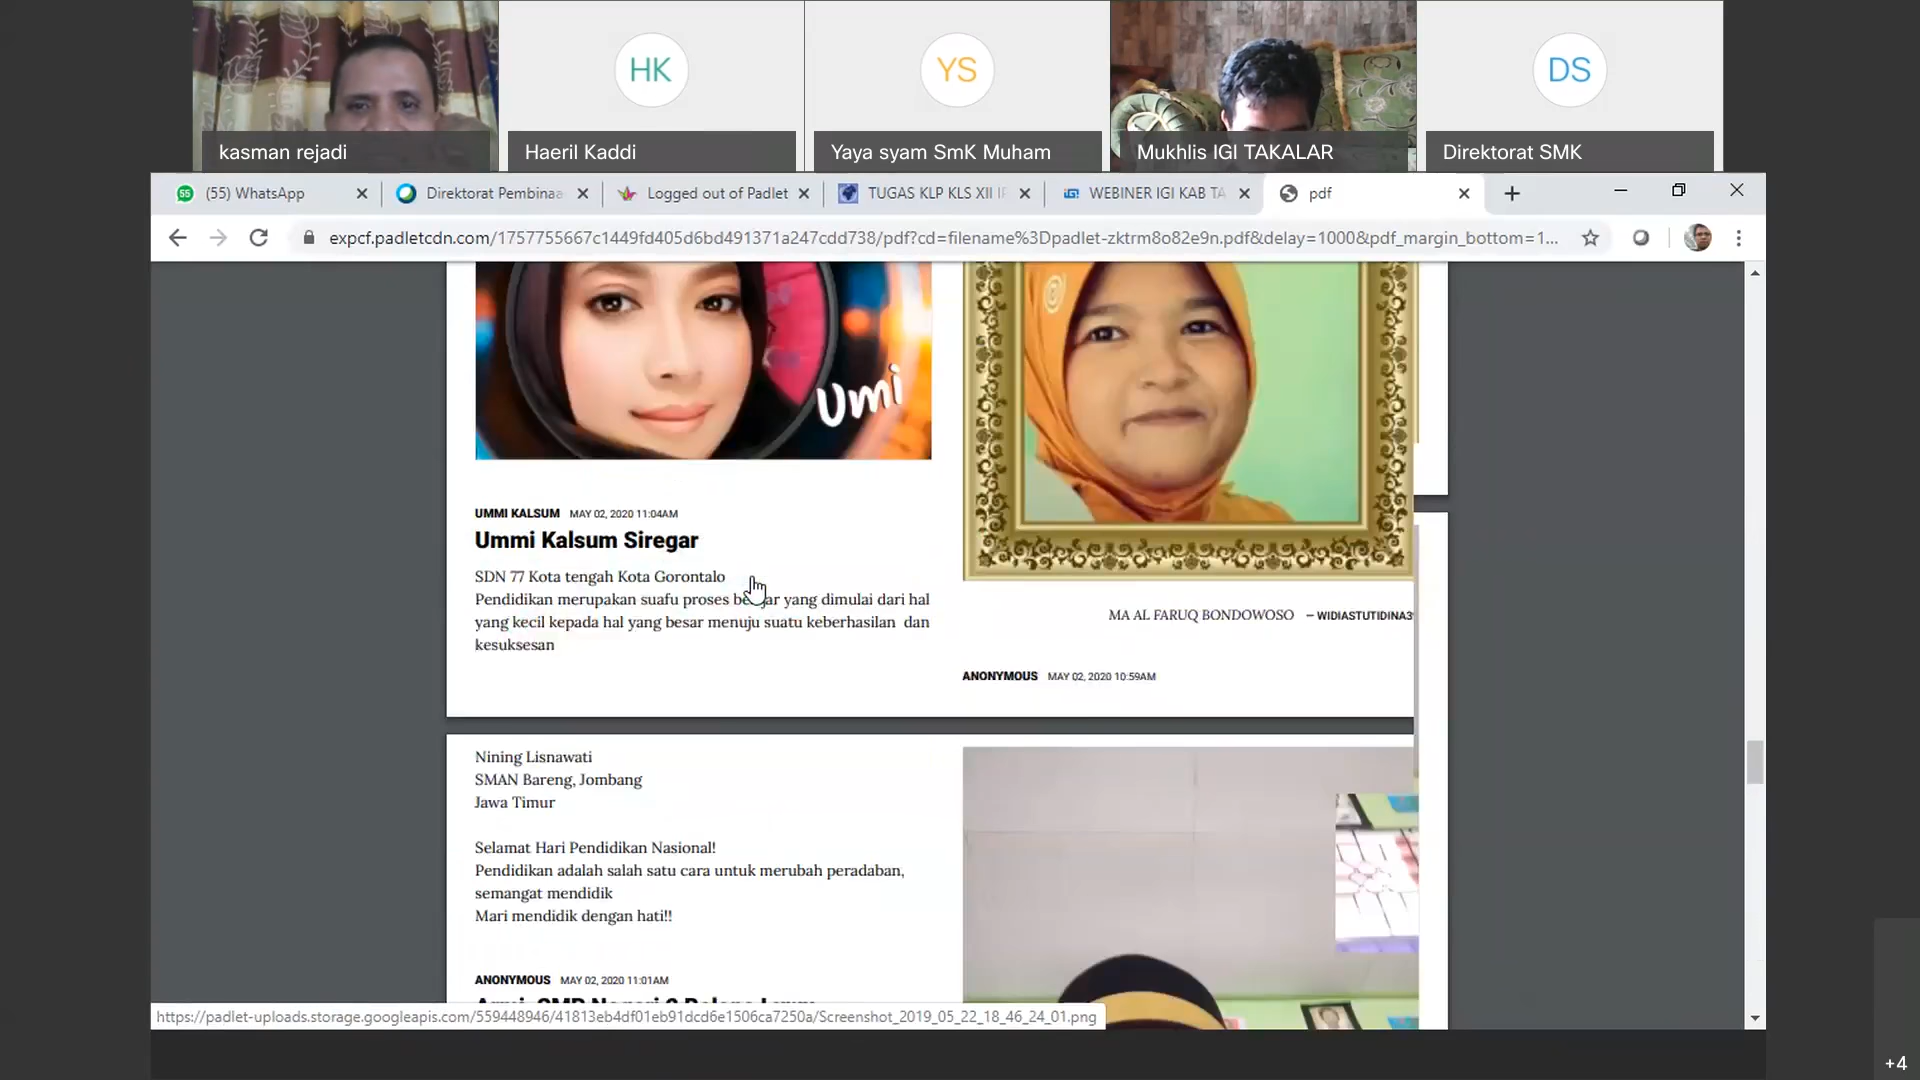 HK
YS
DS
kasman rejadi
Haeril Kaddi
Yaya syam SmK Muham
Mukhlis IGI TAKALAR
Direktorat SMK
55
(55) WhatsApp
Direktorat Pembinaa
Logged out of Padlet
TUGAS KLP KLS XII IP
WEBINER IGI KAB TA
pdf
expcf.padletcdn.com/1757755667c1449fd405d6bd491371a247cdd738/pdf?cd=filename%3Dpadlet-zktrm8o82e9n.pdf&delay=1000&pdf_margin_bottom=1...
umi
UMMI KALSUM MAY 02, 2020 11:04AM
Ummi Kalsum Siregar
SDN 77 Kota tengah Kota Gorontalo
Pendidikan merupakan suafu proses yang dimulai dari hal
yang kecil kepada hal yang besar menuju suatu keberhasilan dan
kesuksesan
MA AL FARUQ BONDOWOSO – WIDIASTUTIDINA3
ANONYMOUS MAY 02, 2020 10:59AM
Nining Lisnawati
SMAN Bareng, Jombang
Jawa Timur
Selamat Hari Pendidikan Nasional!
Pendidikan adalah salah satu cara untuk merubah peradaban,
semangat mendidik
Mari mendidik dengan hati!!
ANONYMOUS MAY 02, 2020 11:01AM
https://padlet-uploads.storage.googleapis.com/559448946/41813eb4df01eb91dcd6e1506ca7250a/Screenshot_2019_05_22_18_46_24_01.png
+4